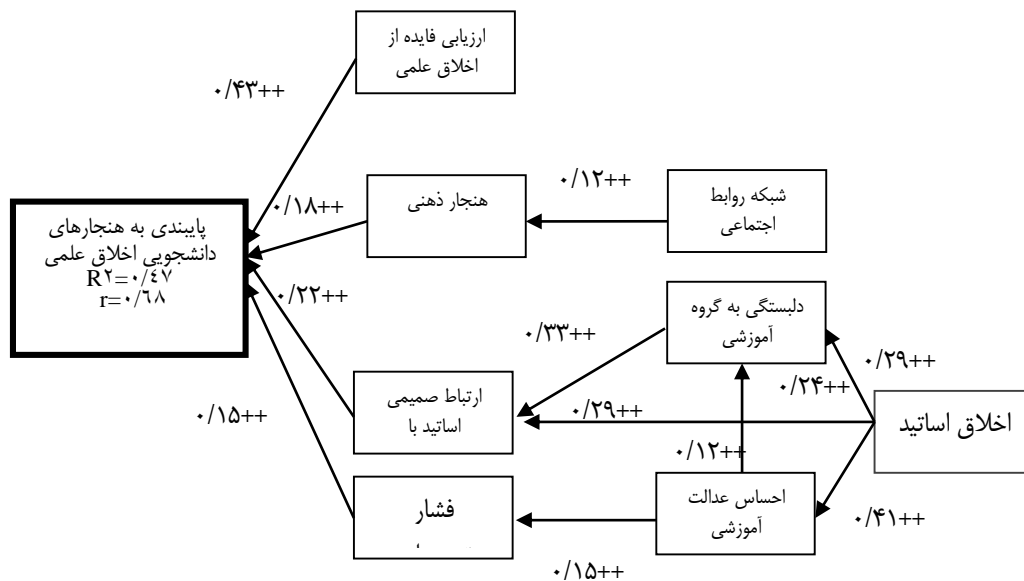 ارزیابی فایده از
اخلاق علمی
۰/۴۳++
شبکه روابط
اجتماعی
۰/۱۲++
هنجار ذهنی
۰/۱۸++
پایبندی به هنجارهای
دانشجویی اخلاق علمی
R۲=۰/٤٧
r=۰/٦٨
۰/۲۲++
دلبستگی به گروه
آموزشی
۰/۳۳++
۰/۲۹++
۰/۲۴++
اخلاق اساتید
ارتباط صمیمی
اساتید با
۰/۲۹++
۰/۱۵++
۰/۱۲++
احساس عدالت
آموزشی
۰/۴۱++
فشار
۰/۱۵++